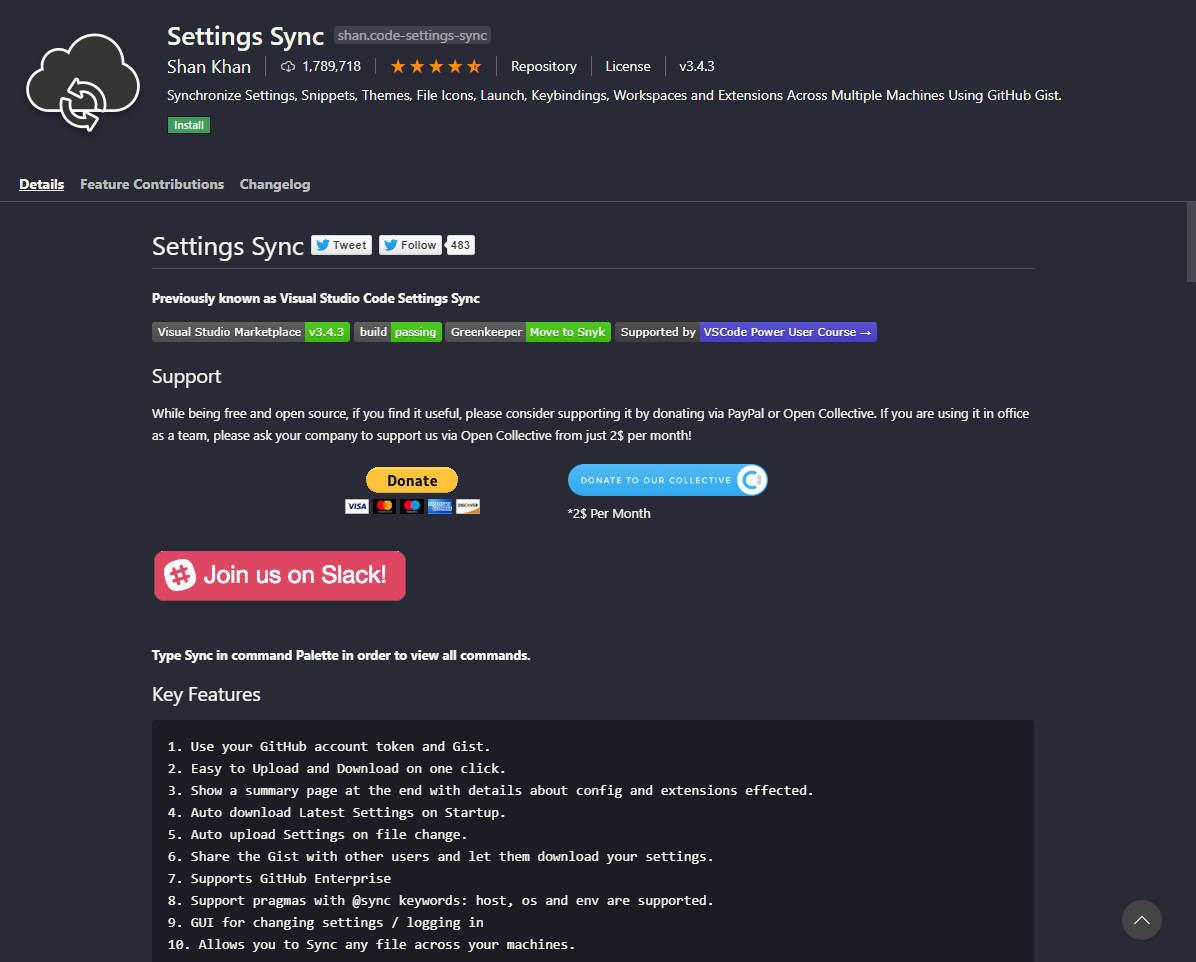 Settings Sync shan.code-settings-sync
Shan Khan 1,789,718 Repository License v3.4.3
Synchronize Settings, Snippets, Themes, File Icons, Launch, Keybindings, Workspaces and Extensions Across Multiple Machines Using GitHub Gist.
Install
Details Feature Contributions Changelog
Settings Sync Tweet Follow 483
Previously known as Visual Studio Code Settings Sync
Visual Studio Marketplace v3.4.3 build passing Greenkeeper Move to Snyk Supported by VSCode Power User Course →
Support
While being free and open source, if you find it useful, please consider supporting it by donating via PayPal or Open Collective. If you are using it in office
as a team, please ask your company to support us via Open Collective from just 2$ per month!
Donate DONATE TO OUR COLLECTIVE
VISA DISCOVER *2$ Per Month
Join us on Slack!
Type Sync in command Palette in order to view all commands.
Key Features
1. Use your GitHub account token and Gist.
2. Easy to Upload and Download on one click.
3. Show a summary page at the end with details about config and extensions effected.
4. Auto download Latest Settings on Startup.
5. Auto upload Settings on file change.
6. Share the Gist with other users and let them download your settings.
7. Supports GitHub Enterprise
8. Support pragmas with @sync keywords: host, os and env are supported.
9. GUI for changing settings / logging in
10. Allows you to Sync any file across your machines.